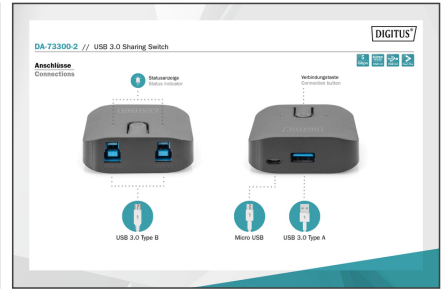 DIGITUS®
DA-73300-2 // USB 3.0 Sharing Switch
Anschlüsse
Connections
Statusanzeige
Status indicator
Verbindungstaste
Connection button
USB 3.0 Type B
Micro USB
USB 3.0 Type A